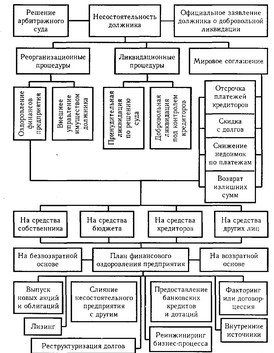 Решение
арбитражного
суда
Несостоятельность
должника
Официальное заявление
должника о добровольной
ликвидации
Реорганизационные
процедуры
Ликвидационные
процедуры
Мировое соглашение
Оздоровление
финансов
предприятия
Внешнее
управление
имуществом
должника
Принудительная
ликвидация
по решению
суда
Добровольная
ликвидация
под контролем
кредиторов
Отсрочка
платежей
кредиторов
Скидка
с долгов
Снижение
недоимок
по платежам
Возврат
излишних
сумм
На средства
собственника
На средства
бюджета
На средства
кредиторов
На средства
других лиц
На безвозвратной
основе
План финансового
оздоровления предприятия
На возвратной
основе
Выпуск
новых акций
и облигаций
Слияние
несостоятельного
предприятия
с другим
Предоставление
банковских
кредитов
и дотаций
Факторинг
или договор-
цессия
Лизинг
Реинжиниринг
бизнес-процесса
Внутренние
источники
Реструктуризация долгов